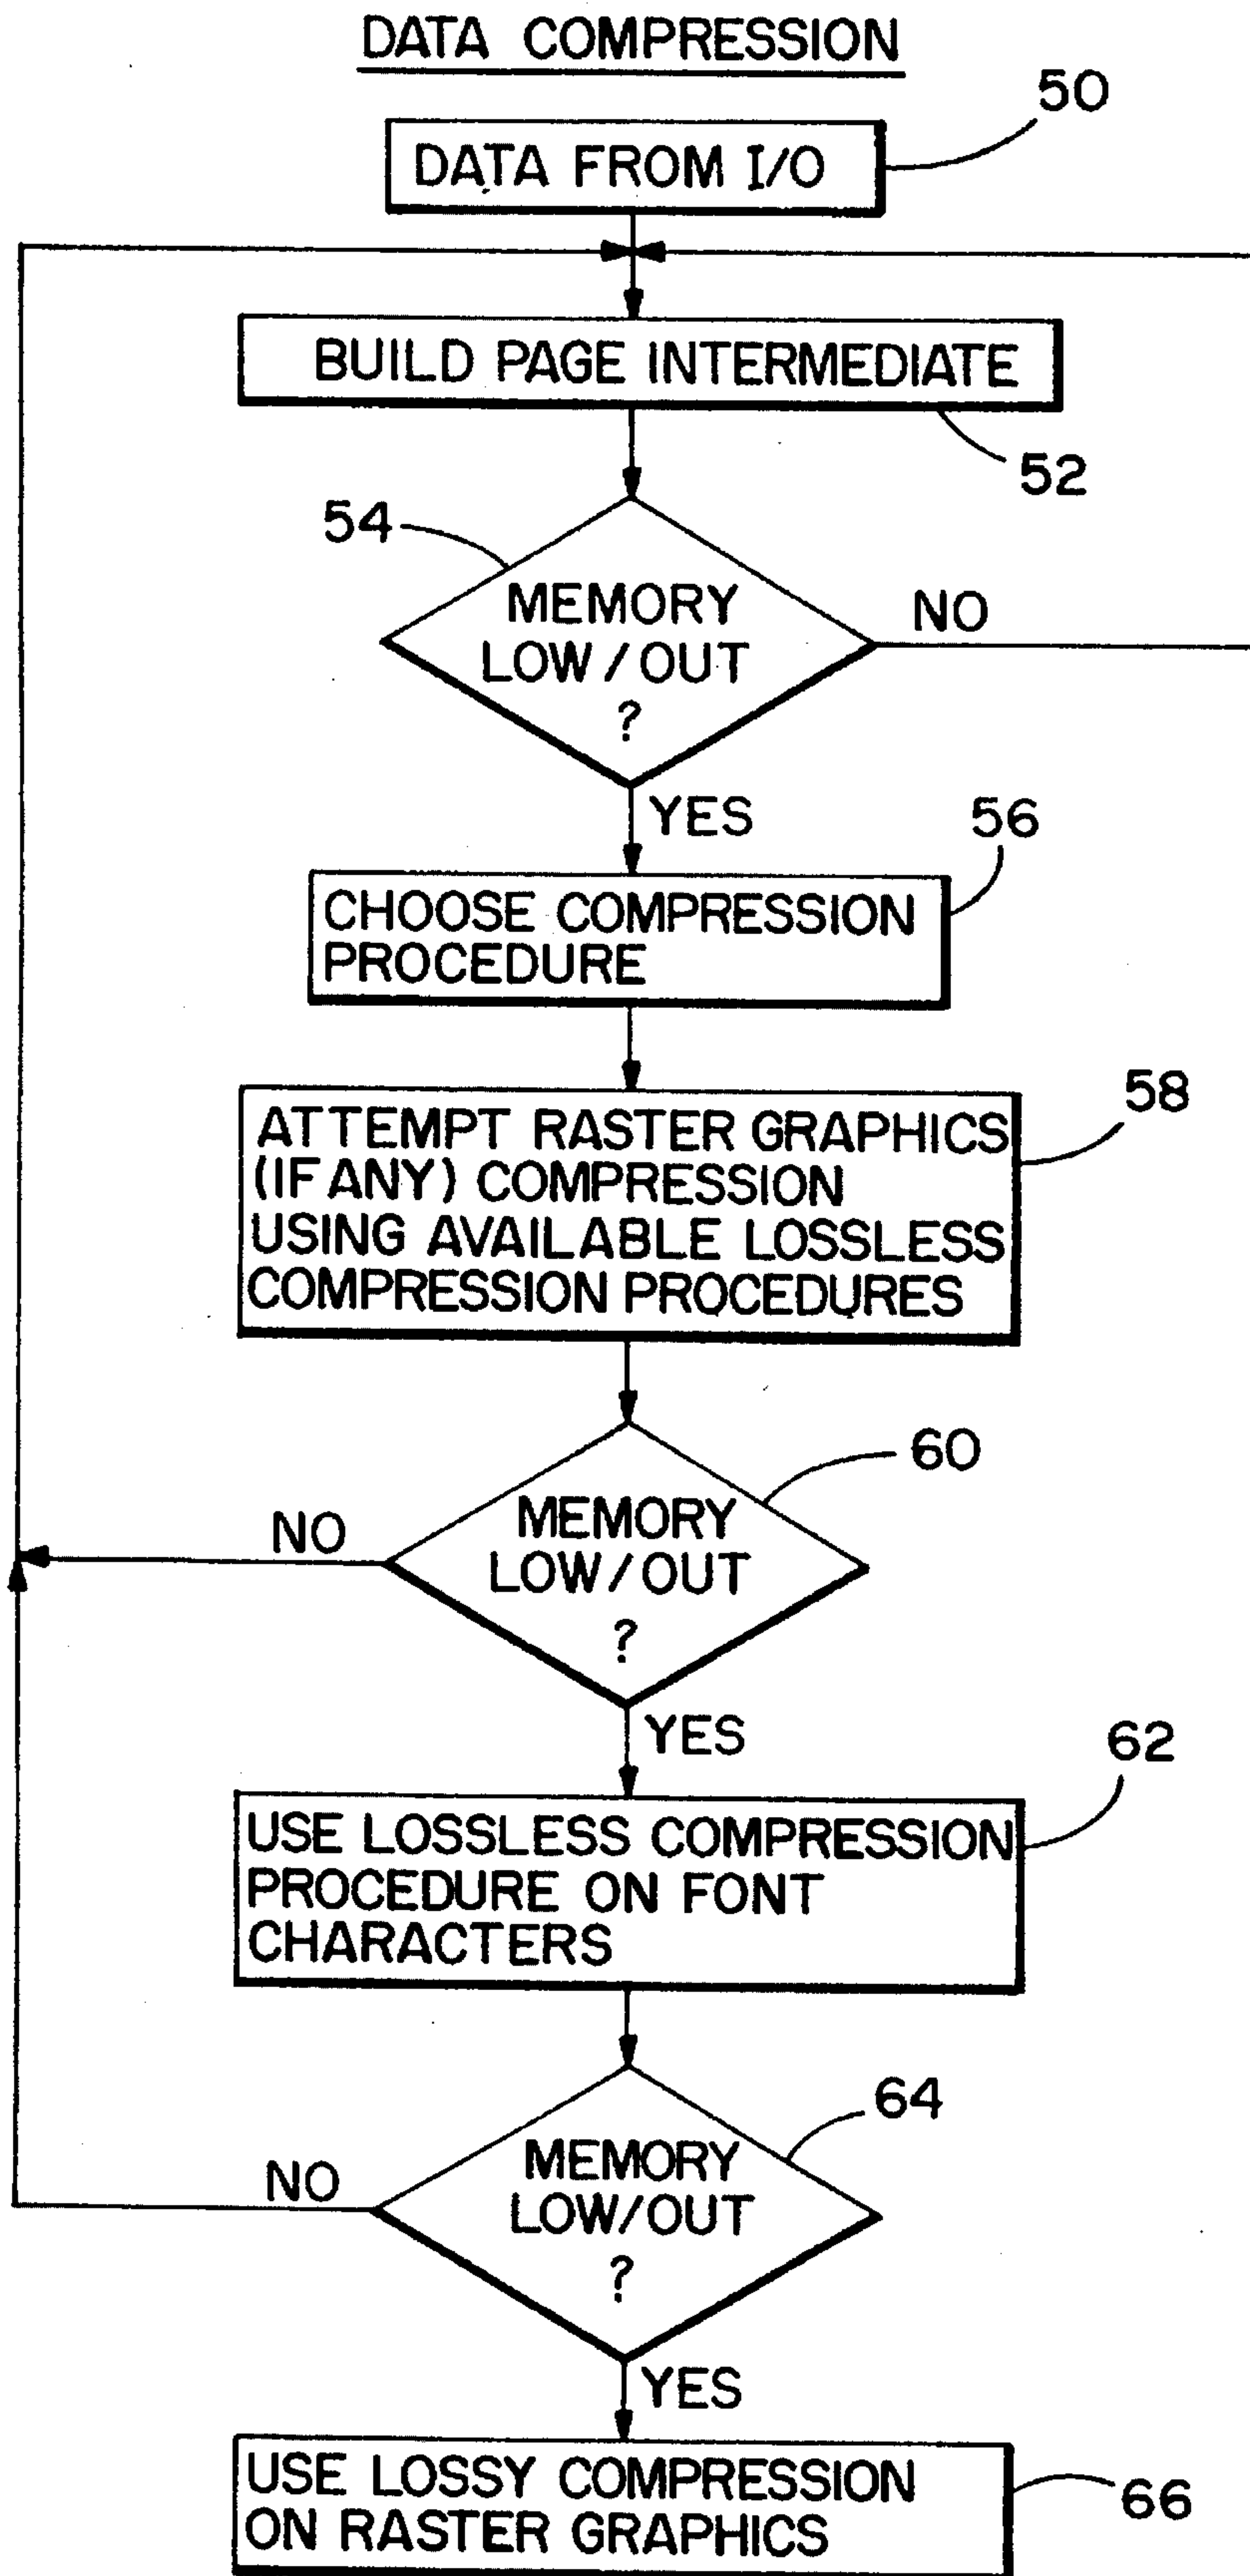 DATA COMPRESSION
50
DATA FROM I/O
BUILD PAGE INTERMEDIATE
52
54
MEMORY
LOW/OUT
?
NO
YES
56
CHOOSE COMPRESSION
PROCEDURE
58
ATTEMPT RASTER GRAPHICS
(IF ANY) COMPRESSION
USING AVAILABLE LOSSLESS
COMPRESSION PROCEDURES
60
MEMORY
LOW/OUT
?
NO
YES
62
USE LOSSLESS COMPRESSION
PROCEDURE ON FONT
CHARACTERS
64
MEMORY
LOW/OUT
?
NO
YES
USE LOSSY COMPRESSION
ON RASTER GRAPHICS
66